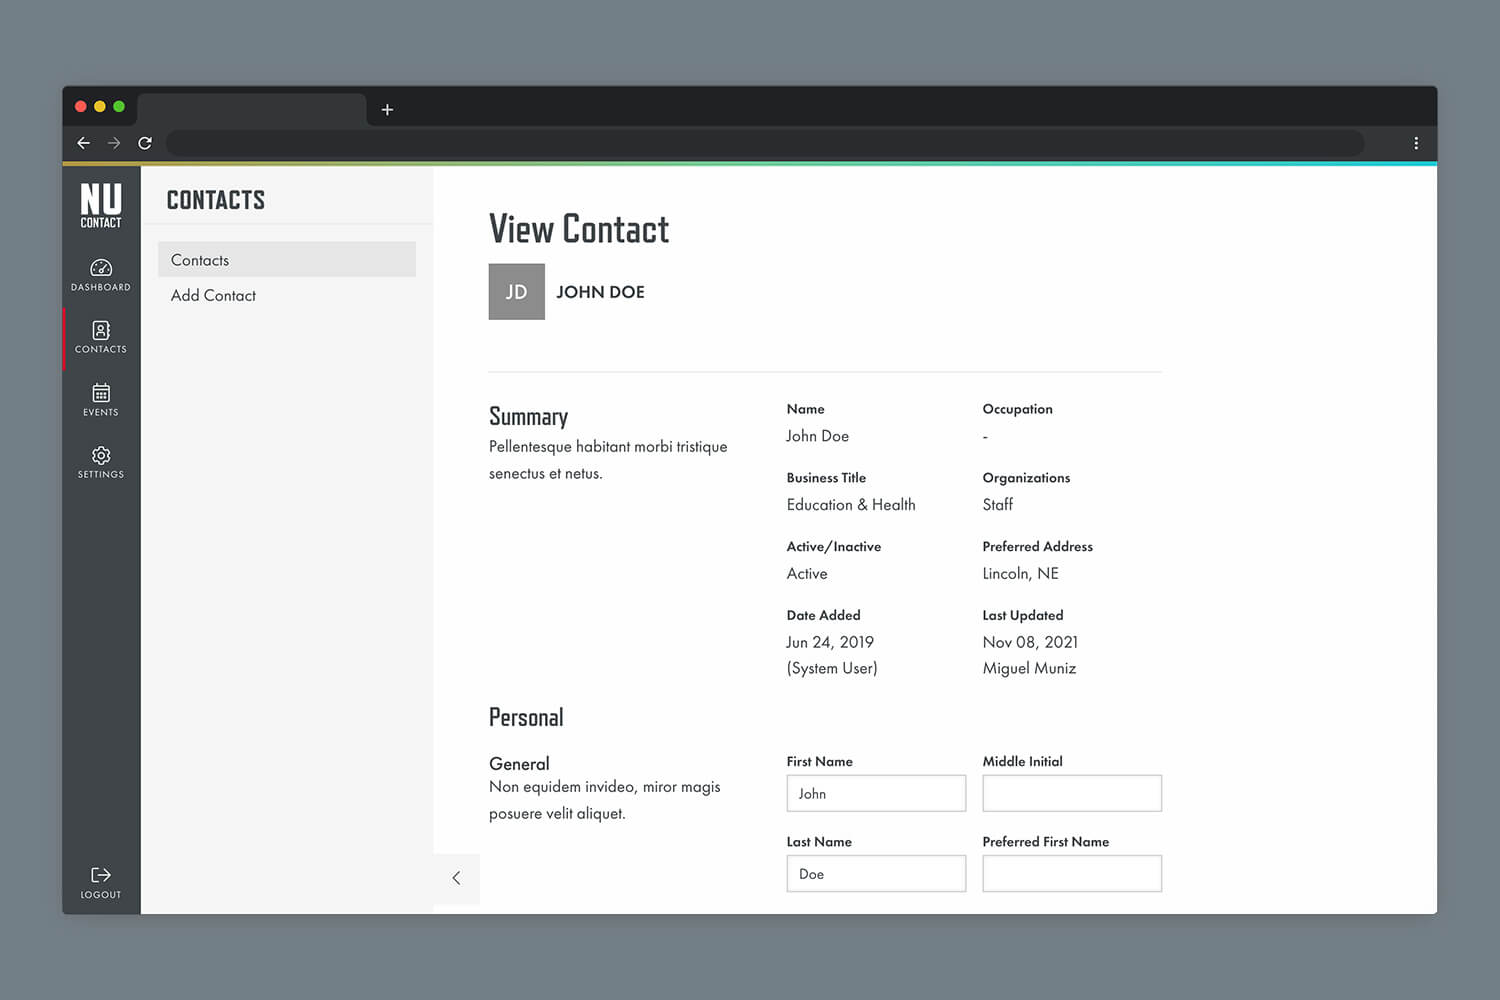 NU
CONTACT
DASHBOARD
CONTACTS
EVENTS
SETTINGS
LOGOUT
CONTACTS
Contacts
Add Contact
View Contact
JD
JOHN DOE
Summary
Pellentesque habitant morbi tristique
senectus et netus.
Name
John Doe
Occupation
-
Business Title
Education & Health
Organizations
Staff
Active/Inactive
Active
Preferred Address
Lincoln, NE
Date Added
Jun 24, 2019
(System User)
Last Updated
Nov 08, 2021
Miguel Muniz
Personal
General
Non equidem invideo, miror magis
posuere velit aliquet.
First Name
John
Middle Initial
Last Name
Doe
Preferred First Name